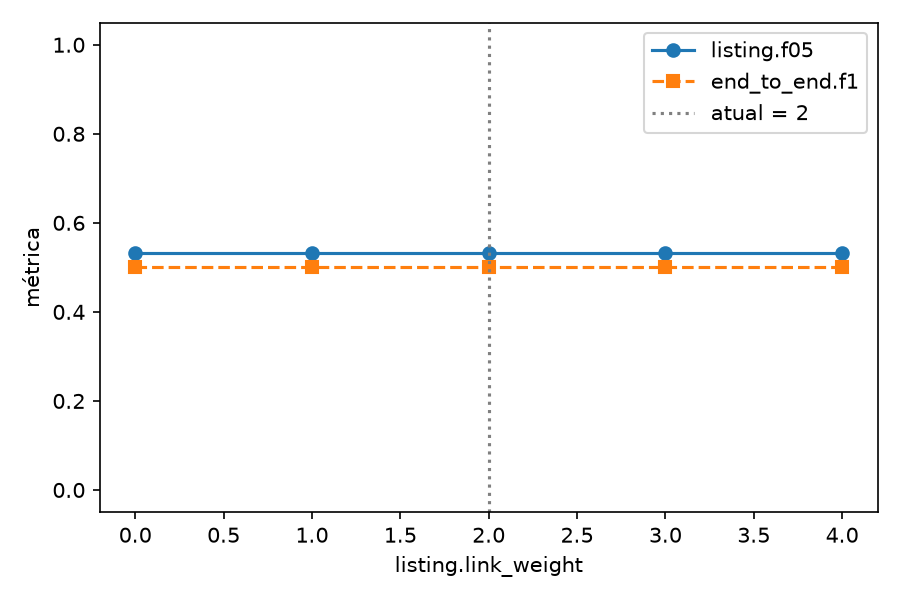 listing.f05
end_to_end.f1
atual = 2
métrica
1.0
0.8
0.6
0.4
0.2
0.0
0.0 0.5 1.0 1.5 2.0 2.5 3.0 3.5 4.0
listing.link_weight